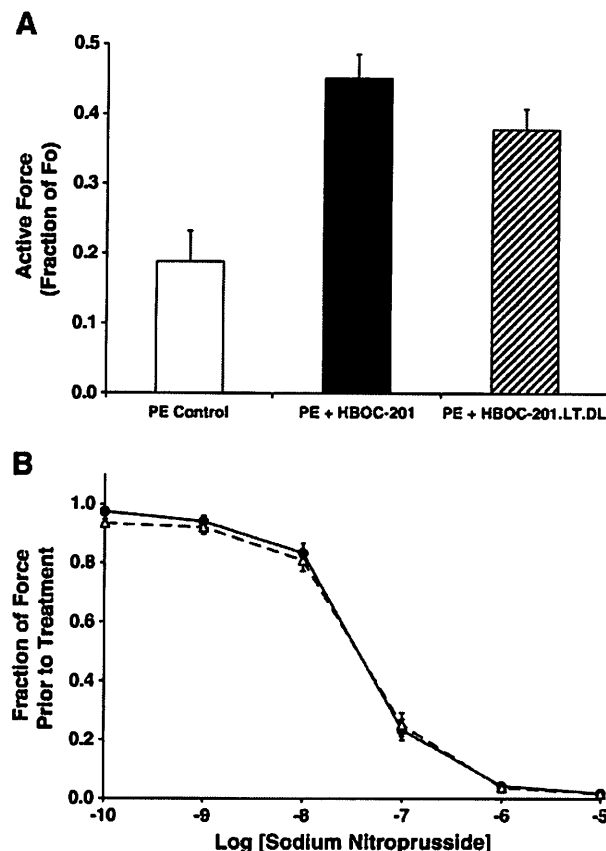 A
Active Force
(Fraction of Fo)
0.5
0.4
0.3
0.2
0.1
0.0
PE Control
PE + HBOC-201
PE + HBOC-201.LT.DL
B
Fraction of Force
Prior to Treatment
1.0
0.8
0.6
0.4
0.2
0.0
-10
-9
-8
-7
-6
-5
Log [Sodium Nitroprusside]